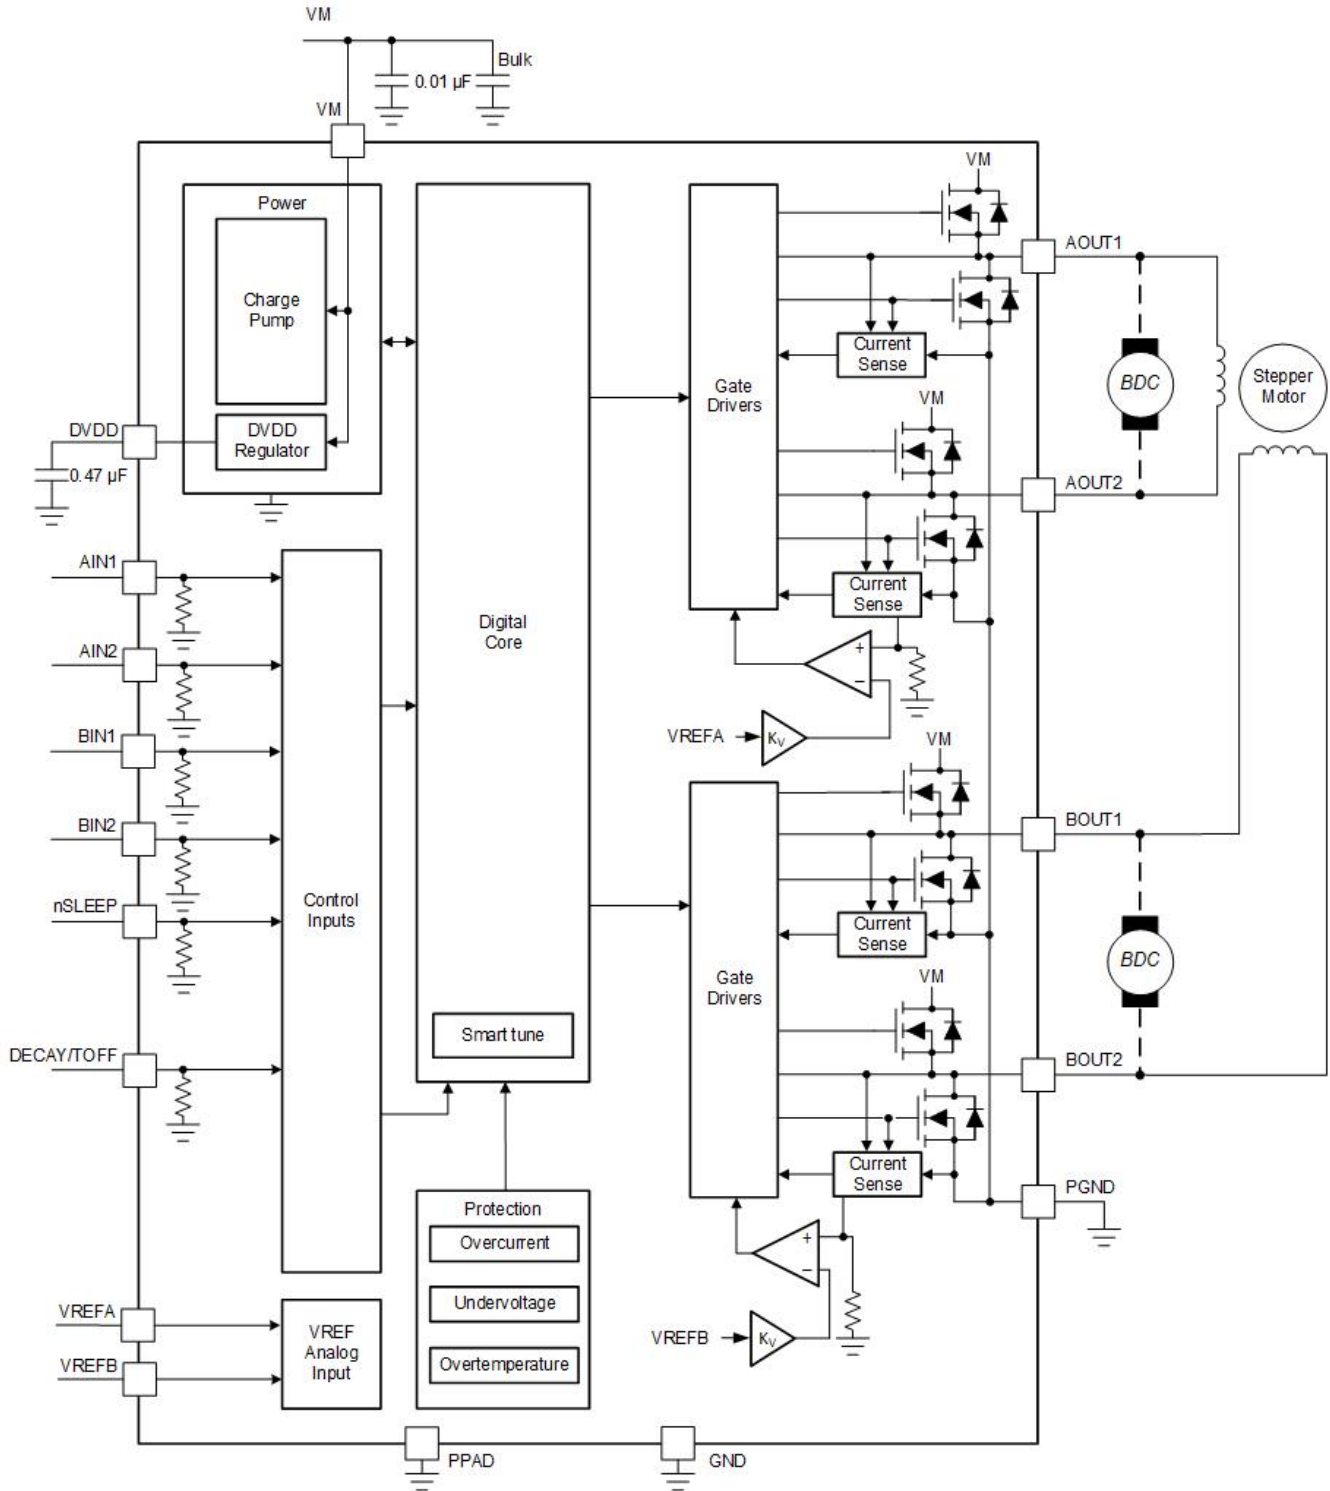 VM
Bulk
0.01 µF
VM
Power
Charge
Pump
DVDD
Regulator
DVDD
0.47 µF
AIN1
AIN2
BIN1
BIN2
nSLEEP
DECAY/TOFF
VREFA
VREFB
Control
Inputs
VREF
Analog
Input
Digital
Core
Smart tune
Protection
Overcurrent
Undervoltage
Overtemperature
PPAD
GND
Gate
Drivers
VM
Current
Sense
VM
Current
Sense
+
−
VREFA
KV
AOUT1
BDC
Stepper
Motor
AOUT2
Gate
Drivers
VM
Current
Sense
VM
Current
Sense
+
−
VREFB
KV
BOUT1
BDC
BOUT2
PGND